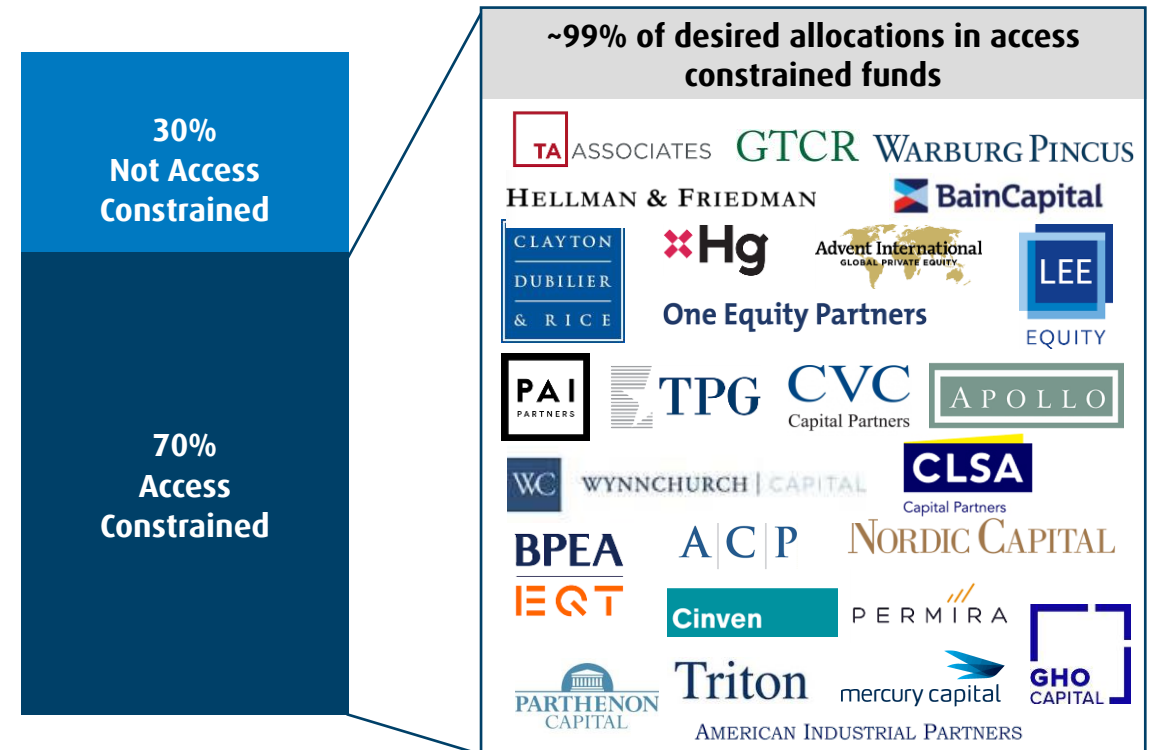 30%
Not Access
Constrained
70%
Access
Constrained
~99% of desired allocations in access
constrained funds
TA ASSOCIATES
GTCR
WARBURG PINCUS
HELLMAN & FRIEDMAN
BainCapital
CLAYTON
DUBILIER
& RICE
Hg
Advent International
GLOBAL PRIVATE EQUITY
One Equity Partners
LEE
EQUITY
PAI
PARTNERS
TPG
CVC
Capital Partners
APOLLO
WC WYNNCHURCH | CAPITAL
CLSA
Capital Partners
BPEA
EQT
A|C|P
NORDIC CAPITAL
Cinven
PERMIRA
GHO
CAPITAL
PARTHENON
CAPITAL
Triton
mercury capital
AMERICAN INDUSTRIAL PARTNERS